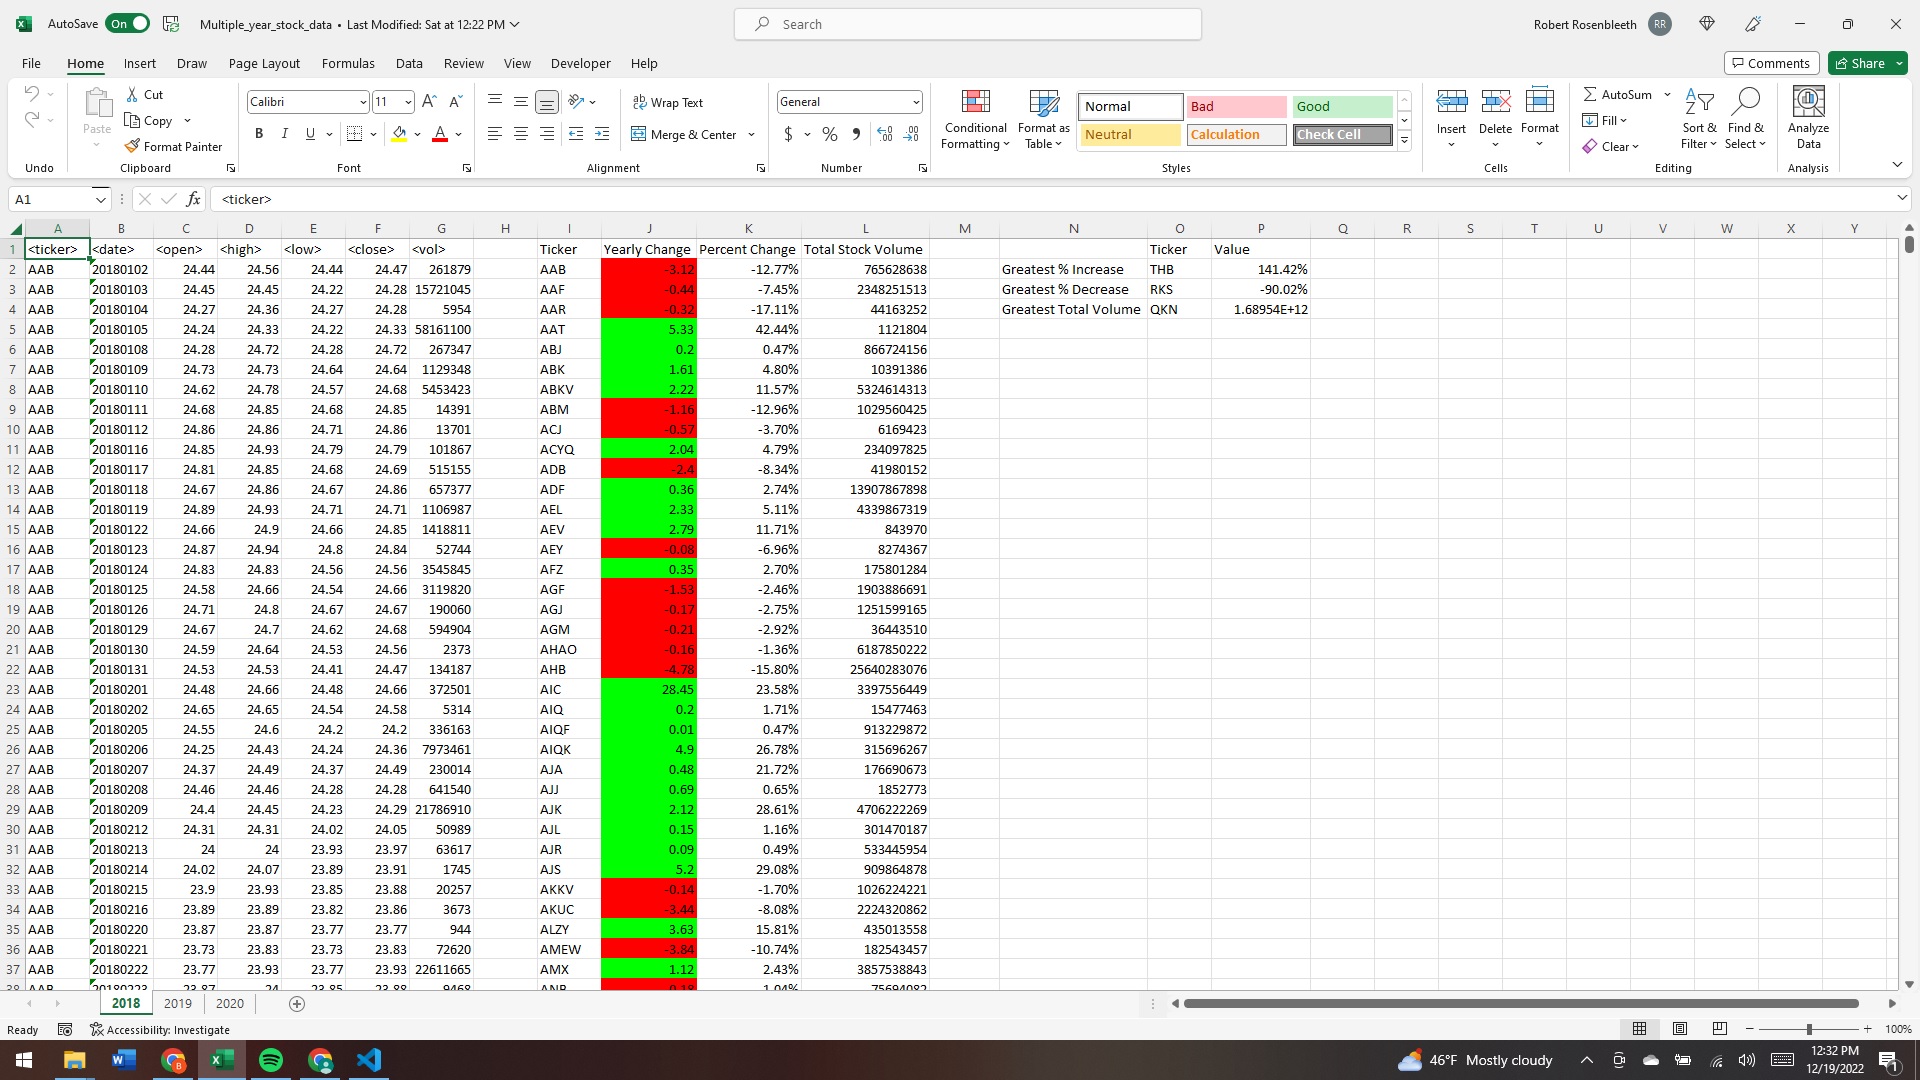 AutoSave On Multiple_year_stock_data • Last Modified: Sat at 12:22 PM Search Robert Rosenbleeth RR
File Home Insert Draw Page Layout Formulas Data Review View Developer Help Comments Share
Paste Cut Copy Format Painter
Calibri 11
B I U A
ab Wrap Text
Merge & Center
General
$ % 9
Conditional Formatting Format as Table
Normal Bad Good
Neutral Calculation Check Cell
Insert Delete Format
AutoSum Fill Clear
Sort & Filter Find & Select
Analyze Data
Undo Clipboard Font Alignment Number Styles Cells Editing Analysis
A1 fx <ticker>
A B C D E F G H I J K L M N O P Q R S T U V W X Y
1 <ticker> <date> <open> <high> <low> <close> <vol> Ticker Yearly Change Percent Change Total Stock Volume Ticker Value
2 AAB 20180102 24.44 24.56 24.44 24.47 261879 AAB -3.12 -12.77% 765628638 Greatest % Increase THB 141.42%
3 AAB 20180103 24.45 24.45 24.22 24.28 15721045 AAF -0.44 -7.45% 2348251513 Greatest % Decrease RKS -90.02%
4 AAB 20180104 24.27 24.36 24.27 24.28 5954 AAR -0.32 -17.11% 44163252 Greatest Total Volume QKN 1.68954E+12
5 AAB 20180105 24.24 24.33 24.22 24.33 58161100 AAT 5.33 42.44% 1121804
6 AAB 20180108 24.28 24.72 24.28 24.72 267347 ABJ 0.2 0.47% 866724156
7 AAB 20180109 24.73 24.73 24.64 24.64 1129348 ABK 1.61 4.80% 10391386
8 AAB 20180110 24.62 24.78 24.57 24.68 5453423 ABKV 2.22 11.57% 5324614313
9 AAB 20180111 24.68 24.85 24.68 24.85 14391 ABM -1.16 -12.96% 1029560425
10 AAB 20180112 24.86 24.86 24.71 24.86 13701 ACJ -0.57 -3.70% 6169423
11 AAB 20180116 24.85 24.93 24.79 24.79 101867 ACYQ 2.04 4.79% 234097825
12 AAB 20180117 24.81 24.85 24.68 24.69 515155 ADB -2.4 -8.34% 41980152
13 AAB 20180118 24.67 24.86 24.67 24.86 657377 ADF 0.36 2.74% 13907867898
14 AAB 20180119 24.89 24.93 24.71 24.71 1106987 AEL 2.33 5.11% 4339867319
15 AAB 20180122 24.66 24.9 24.66 24.85 1418811 AEV 2.79 11.71% 843970
16 AAB 20180123 24.87 24.94 24.8 24.84 52744 AEY -0.08 -6.96% 8274367
17 AAB 20180124 24.83 24.83 24.56 24.56 3545845 AFZ 0.35 2.70% 175801284
18 AAB 20180125 24.58 24.66 24.54 24.66 3119820 AGF -1.53 -2.46% 1903886691
19 AAB 20180126 24.71 24.8 24.67 24.67 190060 AGJ -0.17 -2.75% 1251599165
20 AAB 20180129 24.67 24.7 24.62 24.68 594904 AGM -0.21 -2.92% 36443510
21 AAB 20180130 24.59 24.64 24.53 24.56 2373 AHAO -0.16 -1.36% 6187850222
22 AAB 20180131 24.53 24.53 24.41 24.47 134187 AHB -4.78 -15.80% 25640283076
23 AAB 20180201 24.48 24.66 24.48 24.66 372501 AIC 28.45 23.58% 3397556449
24 AAB 20180202 24.65 24.65 24.54 24.58 5314 AIQ 0.2 1.71% 15477463
25 AAB 20180205 24.55 24.6 24.2 24.2 336163 AIQF 0.01 0.47% 913229872
26 AAB 20180206 24.25 24.43 24.24 24.36 7973461 AIQK 4.9 26.78% 315696267
27 AAB 20180207 24.37 24.49 24.37 24.49 230014 AJA 0.48 21.72% 176690673
28 AAB 20180208 24.46 24.46 24.28 24.28 641540 AJJ 0.69 0.65% 1852773
29 AAB 20180209 24.4 24.45 24.23 24.29 21786910 AJK 2.12 28.61% 4706222269
30 AAB 20180212 24.31 24.31 24.02 24.05 50989 AJL 0.15 1.16% 301470187
31 AAB 20180213 24 24 23.93 23.97 63617 AJR 0.09 0.49% 533445954
32 AAB 20180214 24.02 24.07 23.89 23.91 1745 AJS 5.2 29.08% 909864878
33 AAB 20180215 23.9 23.93 23.85 23.88 20257 AKKV -0.14 -1.70% 1026224221
34 AAB 20180216 23.89 23.89 23.82 23.86 3673 AKUC -3.44 -8.08% 2224320862
35 AAB 20180220 23.87 23.87 23.77 23.77 944 ALZY 3.63 15.81% 435013558
36 AAB 20180221 23.73 23.83 23.73 23.83 72620 AMEW -3.84 -10.74% 182543457
37 AAB 20180222 23.77 23.93 23.77 23.93 22611665 AMX 1.12 2.43% 3857538843
2018 2019 2020
Ready Accessibility: Investigate 100%
46°F Mostly cloudy 12:32 PM
12/19/2022 1